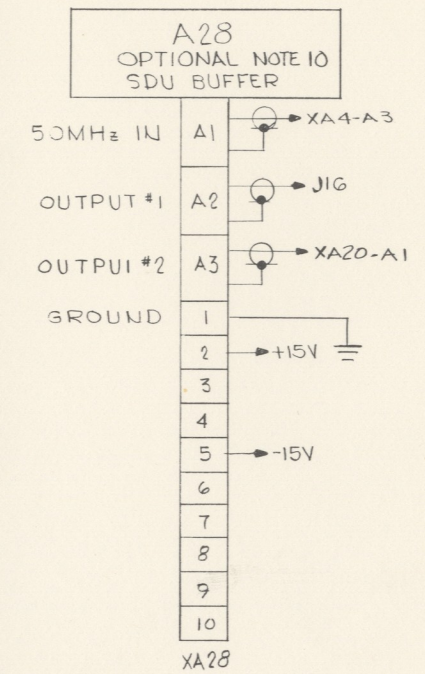 A28
OPTIONAL NOTE 10
SDU BUFFER
50MHz IN A1 XA4-A3
OUTPUT #1 A2 J16
OUTPUT #2 A3 XA20-A1
GROUND 1
2 +15V
3
4
5 -15V
6
7
8
9
10
XA28